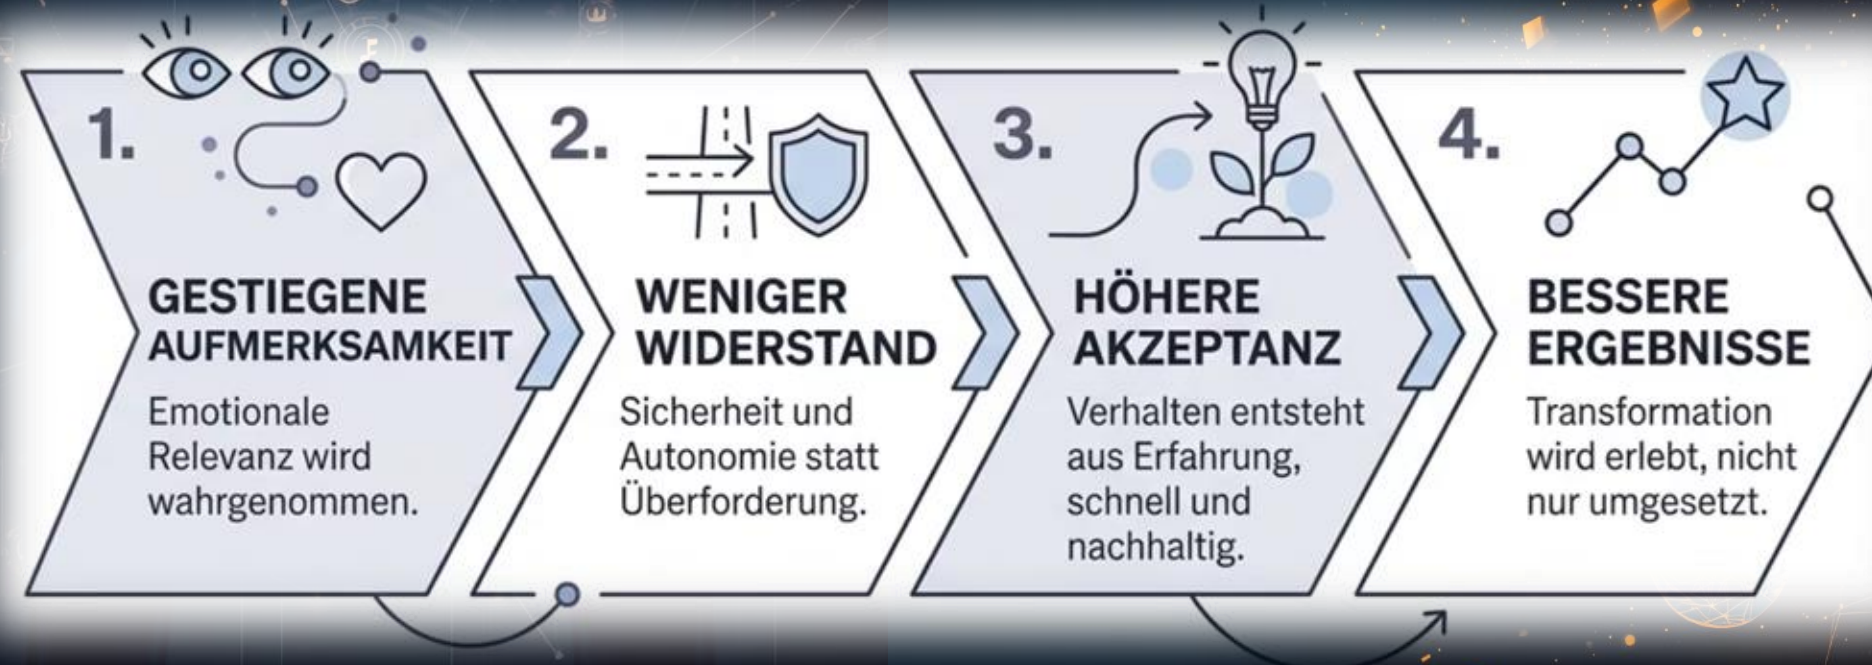 1.
GESTIEGENE
AUFMERKSAMKEIT
Emotionale
Relevanz wird
wahrgenommen.
2.
WENIGER
WIDERSTAND
Sicherheit und
Autonomie statt
Überforderung.
3.
HÖHERE
AKZEPTANZ
Verhalten entsteht
aus Erfahrung,
schnell und
nachhaltig.
4.
BESSERE
ERGEBNISSE
Transformation
wird erlebt, nicht
nur umgesetzt.